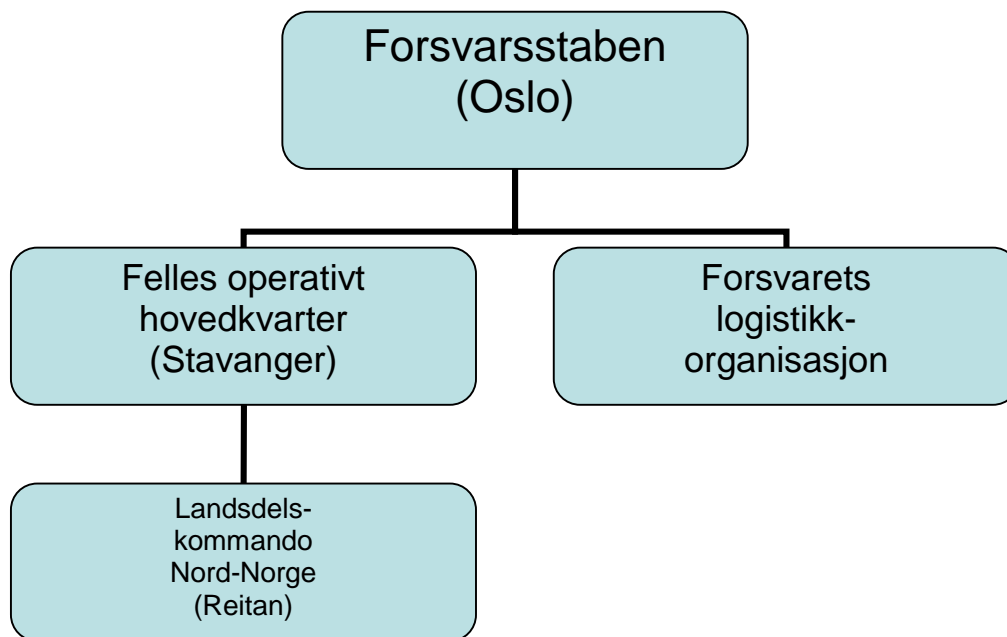 Forsvarsstaben
(Oslo)
Felles operativt
hovedkvarter
(Stavanger)
Forsvarets
logistikk-
organisasjon
Landsdels-
kommando
Nord-Norge
(Reitan)